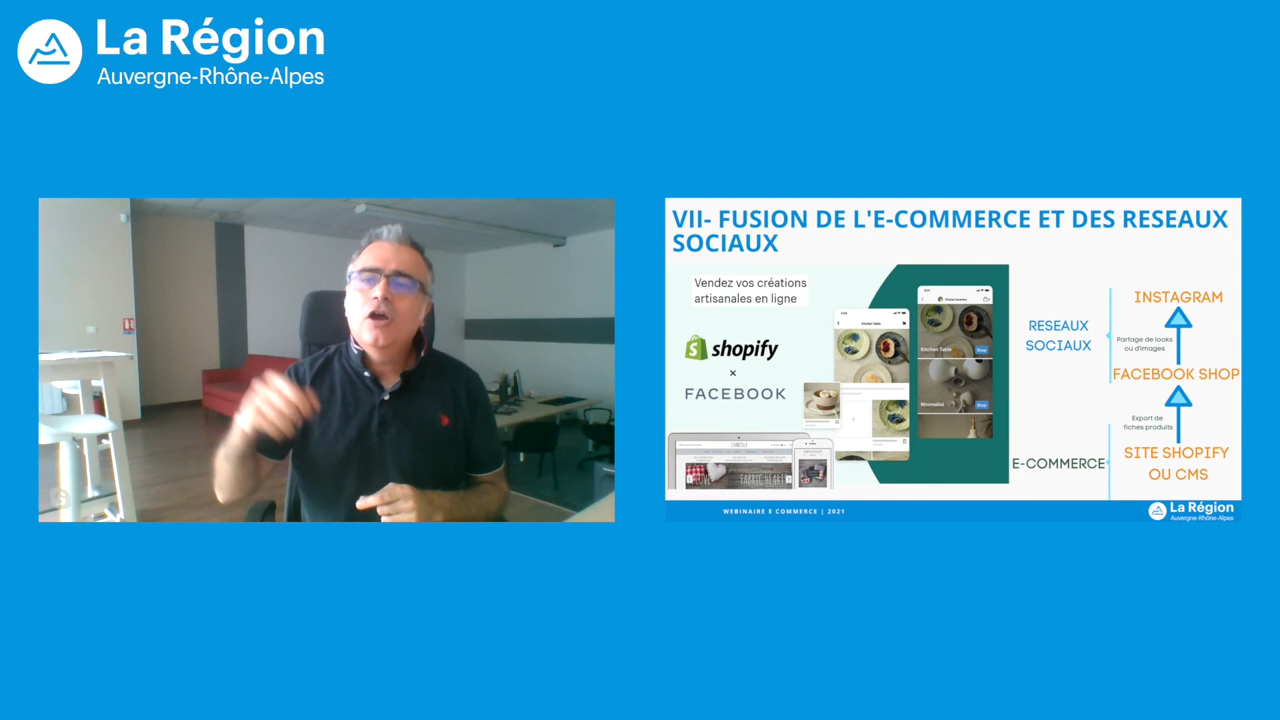 La Région
Auvergne-Rhône-Alpes
VII- FUSION DE L'E-COMMERCE ET DES RESEAUX
SOCIAUX
Vendez vos créations
artisanales en ligne
shopify
×
FACEBOOK
Kitchen Table
Shop
Minimalist
Shop
RESEAUX
SOCIAUX
E-COMMERCE
INSTAGRAM
Partage de looks
ou d'images
FACEBOOK SHOP
Export de
fiches produits
SITE SHOPIFY
OU CMS
WEBINAIRE E COMMERCE | 2021
La Région
Auvergne-Rhône-Alpes